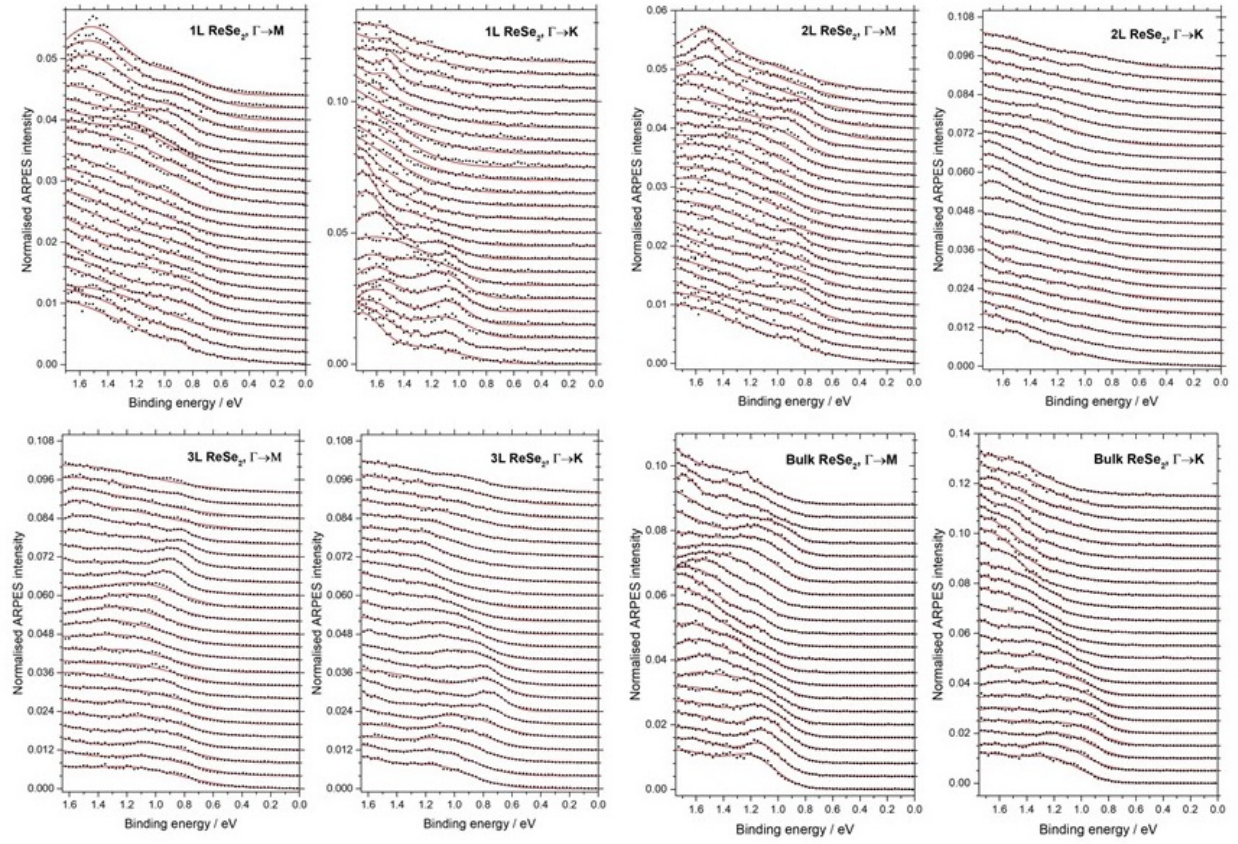 1L ReSe₂, Γ→M
Normalised ARPES intensity
0.05
0.04
0.03
0.02
0.01
0.00
1.6 1.4 1.2 1.0 0.8 0.6 0.4 0.2 0.0
Binding energy / eV
1L ReSe₂, Γ→K
0.10
0.05
0.00
1.6 1.4 1.2 1.0 0.8 0.6 0.4 0.2 0.0
Binding energy / eV
2L ReSe₂, Γ→M
Normalised ARPES intensity
0.06
0.05
0.04
0.03
0.02
0.01
0.00
1.6 1.4 1.2 1.0 0.8 0.6 0.4 0.2 0.0
Binding energy / eV
2L ReSe₂, Γ→K
Normalised ARPES intensity
0.108
0.096
0.084
0.072
0.060
0.048
0.036
0.024
0.012
0.000
1.6 1.4 1.2 1.0 0.8 0.6 0.4 0.2 0.0
Binding energy / eV
3L ReSe₂, Γ→M
Normalised ARPES intensity
0.108
0.096
0.084
0.072
0.060
0.048
0.036
0.024
0.012
0.000
1.6 1.4 1.2 1.0 0.8 0.6 0.4 0.2 0.0
Binding energy / eV
3L ReSe₂, Γ→K
Normalised ARPES intensity
0.108
0.096
0.084
0.072
0.060
0.048
0.036
0.024
0.012
0.000
1.6 1.4 1.2 1.0 0.8 0.6 0.4 0.2 0.0
Binding energy / eV
Bulk ReSe₂, Γ→M
Normalised ARPES intensity
0.10
0.08
0.06
0.04
0.02
0.00
1.6 1.4 1.2 1.0 0.8 0.6 0.4 0.2 0.0
Binding energy / eV
Bulk ReSe₂, Γ→K
Normalised ARPES intensity
0.14
0.12
0.10
0.08
0.06
0.04
0.02
0.00
1.6 1.4 1.2 1.0 0.8 0.6 0.4 0.2 0.0
Binding energy / eV